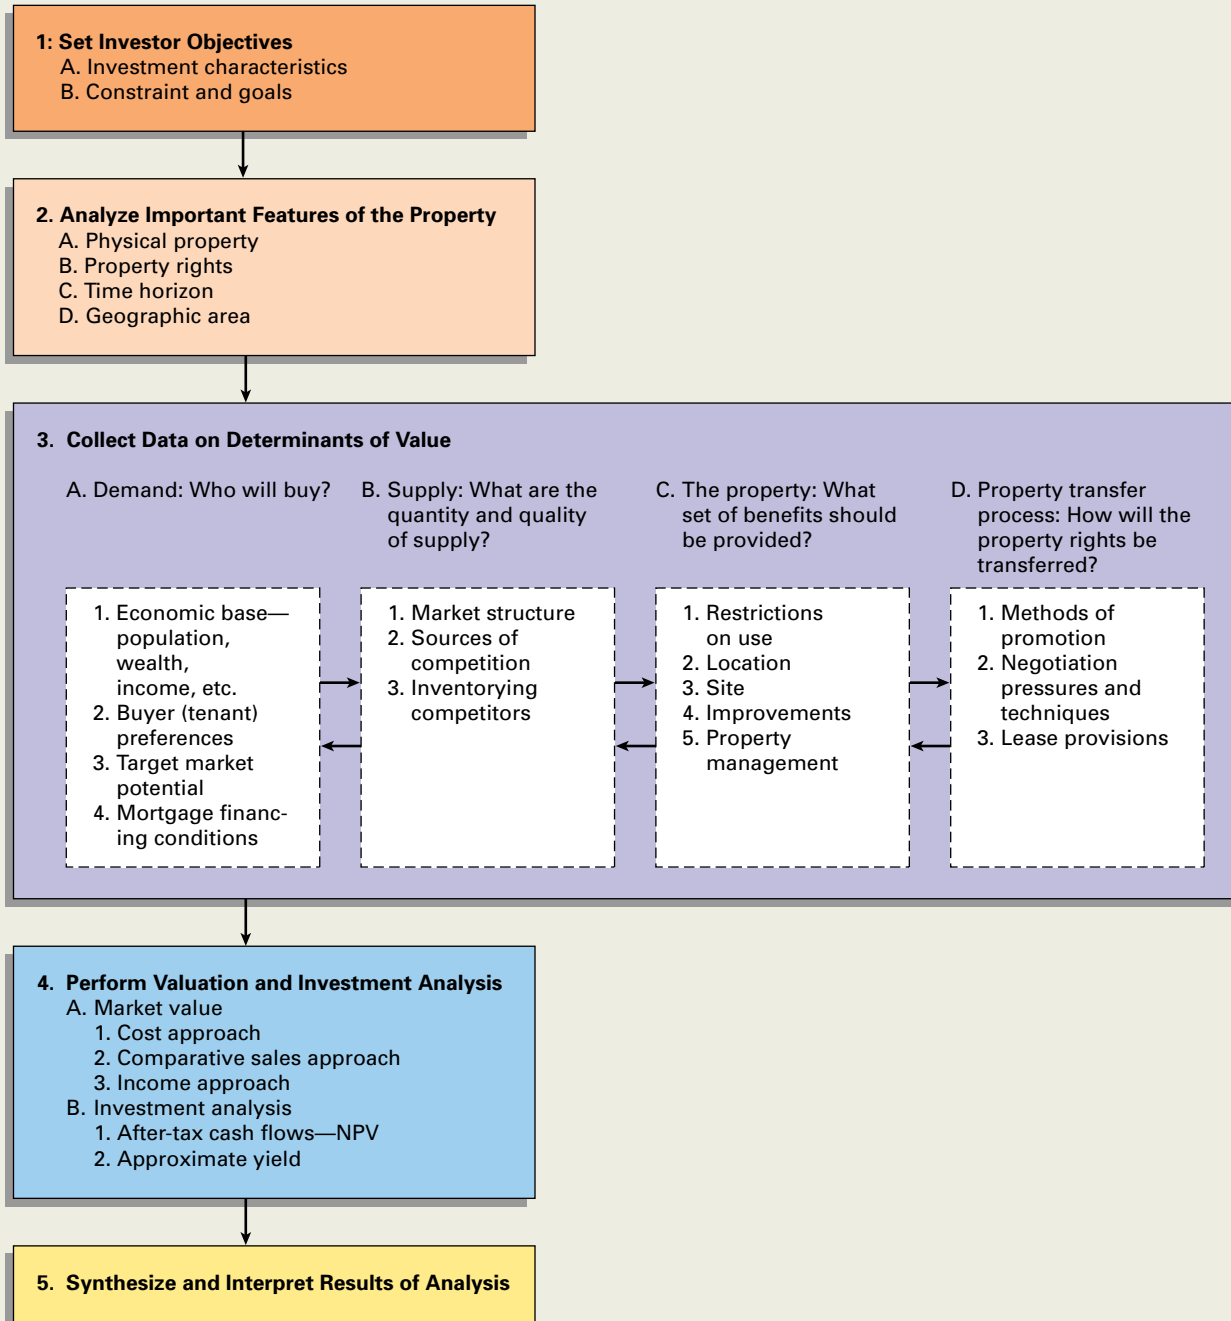 1: Set Investor Objectives
A. Investment characteristics
B. Constraint and goals
2. Analyze Important Features of the Property
A. Physical property
B. Property rights
C. Time horizon
D. Geographic area
3. Collect Data on Determinants of Value
A. Demand: Who will buy?
B. Supply: What are the
quantity and quality
of supply?
C. The property: What
set of benefits should
be provided?
D. Property transfer
process: How will the
property rights be
transferred?
1. Economic base—
population,
wealth,
income, etc.
2. Buyer (tenant)
preferences
3. Target market
potential
4. Mortgage financ-
ing conditions
1. Market structure
2. Sources of
competition
3. Inventorying
competitors
1. Restrictions
on use
2. Location
3. Site
4. Improvements
5. Property
management
1. Methods of
promotion
2. Negotiation
pressures and
techniques
3. Lease provisions
4. Perform Valuation and Investment Analysis
A. Market value
1. Cost approach
2. Comparative sales approach
3. Income approach
B. Investment analysis
1. After-tax cash flows—NPV
2. Approximate yield
5. Synthesize and Interpret Results of Analysis